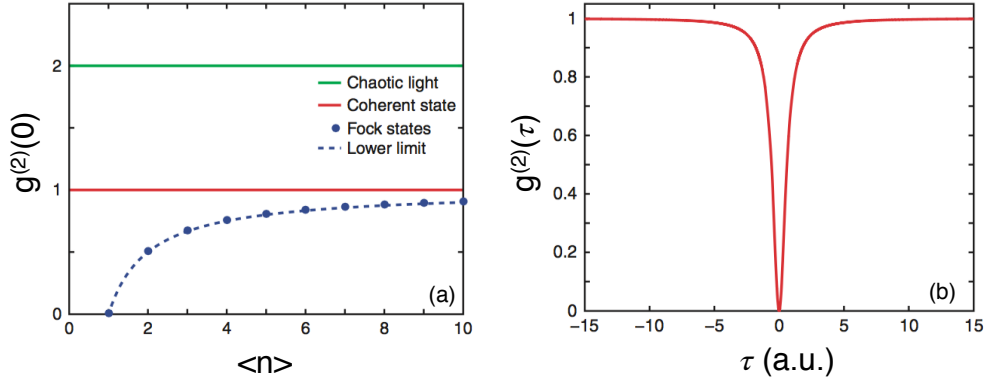 g⁽²⁾(0)
2
1
0
Chaotic light
Coherent state
Fock states
Lower limit
(a)
0 2 4 6 8 10
<n>
g⁽²⁾(τ)
1
0.8
0.6
0.4
0.2
0
(b)
−15 −10 −5 0 5 10 15
τ (a.u.)